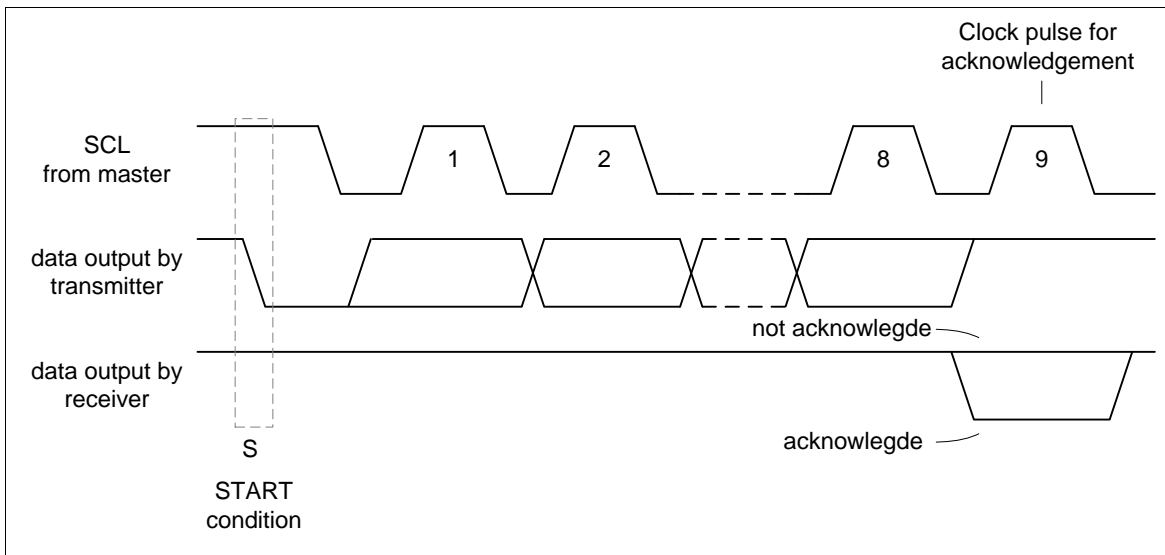 Clock pulse for
acknowledgement
SCL
from master
1
2
8
9
data output by
transmitter
not acknowlegde
data output by
receiver
acknowlegde
S
START
condition